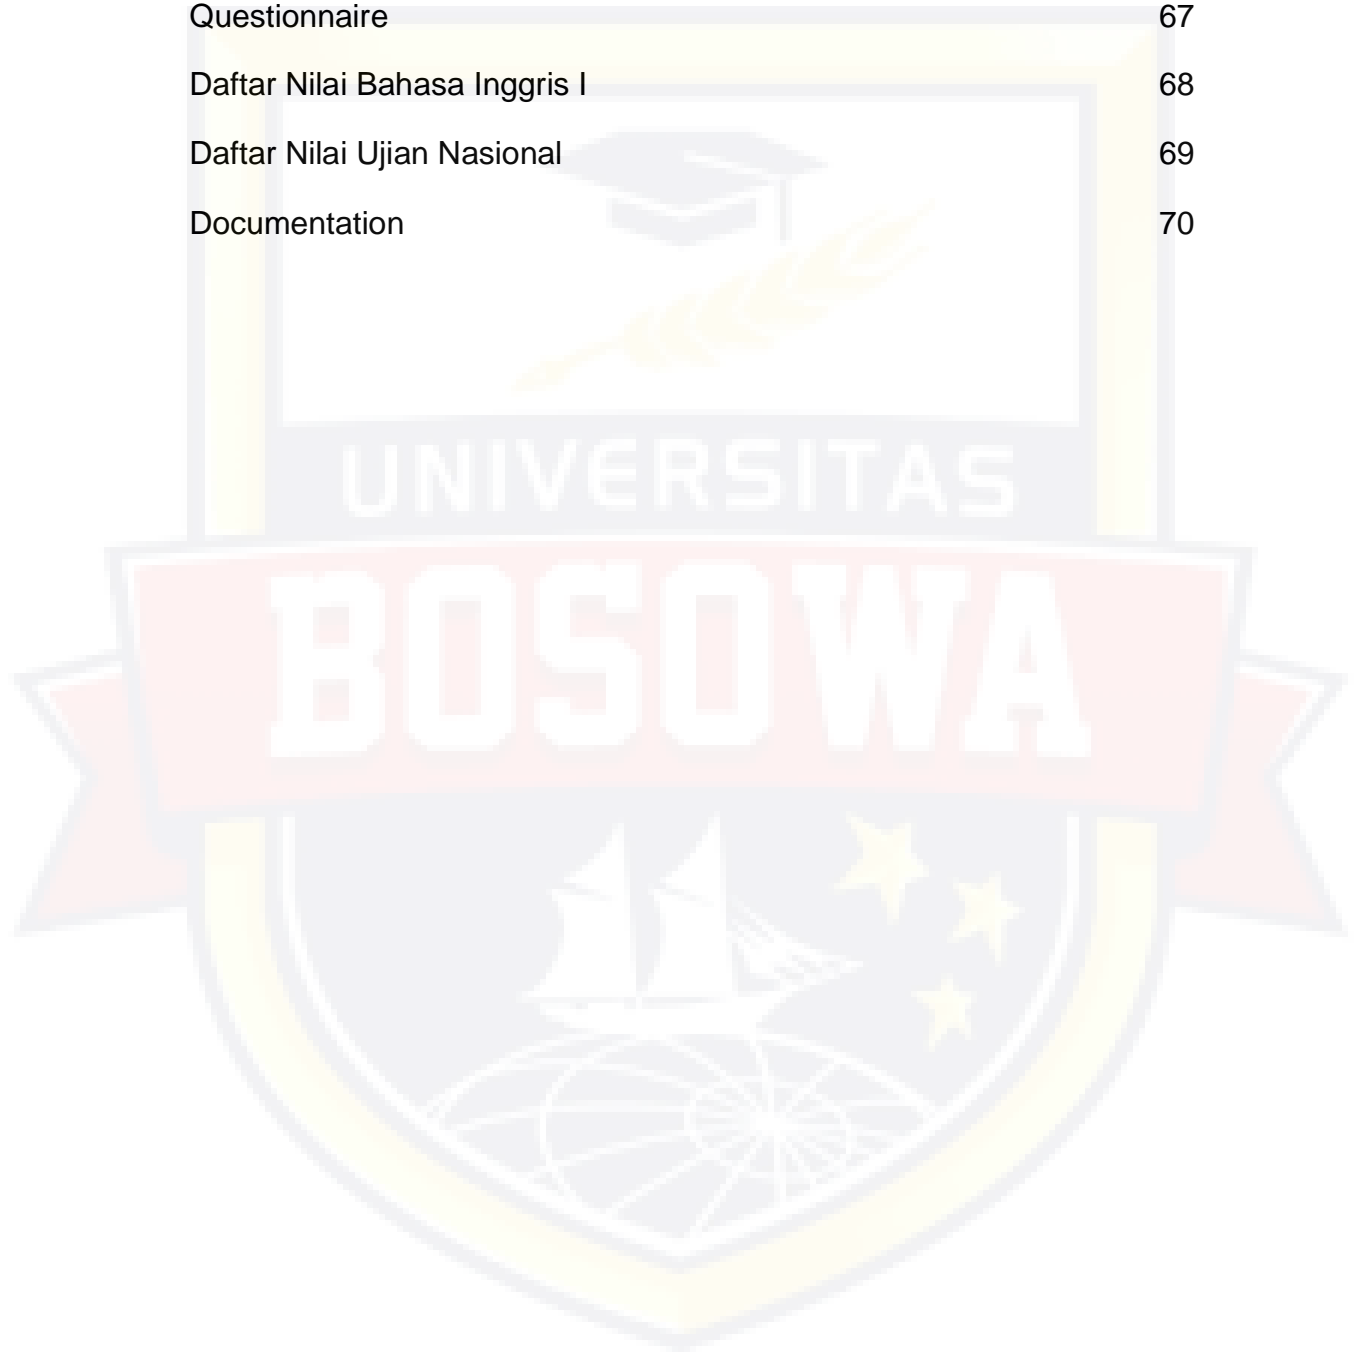 Questionnaire 67
Daftar Nilai Bahasa Inggris I 68
Daftar Nilai Ujian Nasional 69
Documentation 70
UNIVERSITAS
BOSOWA